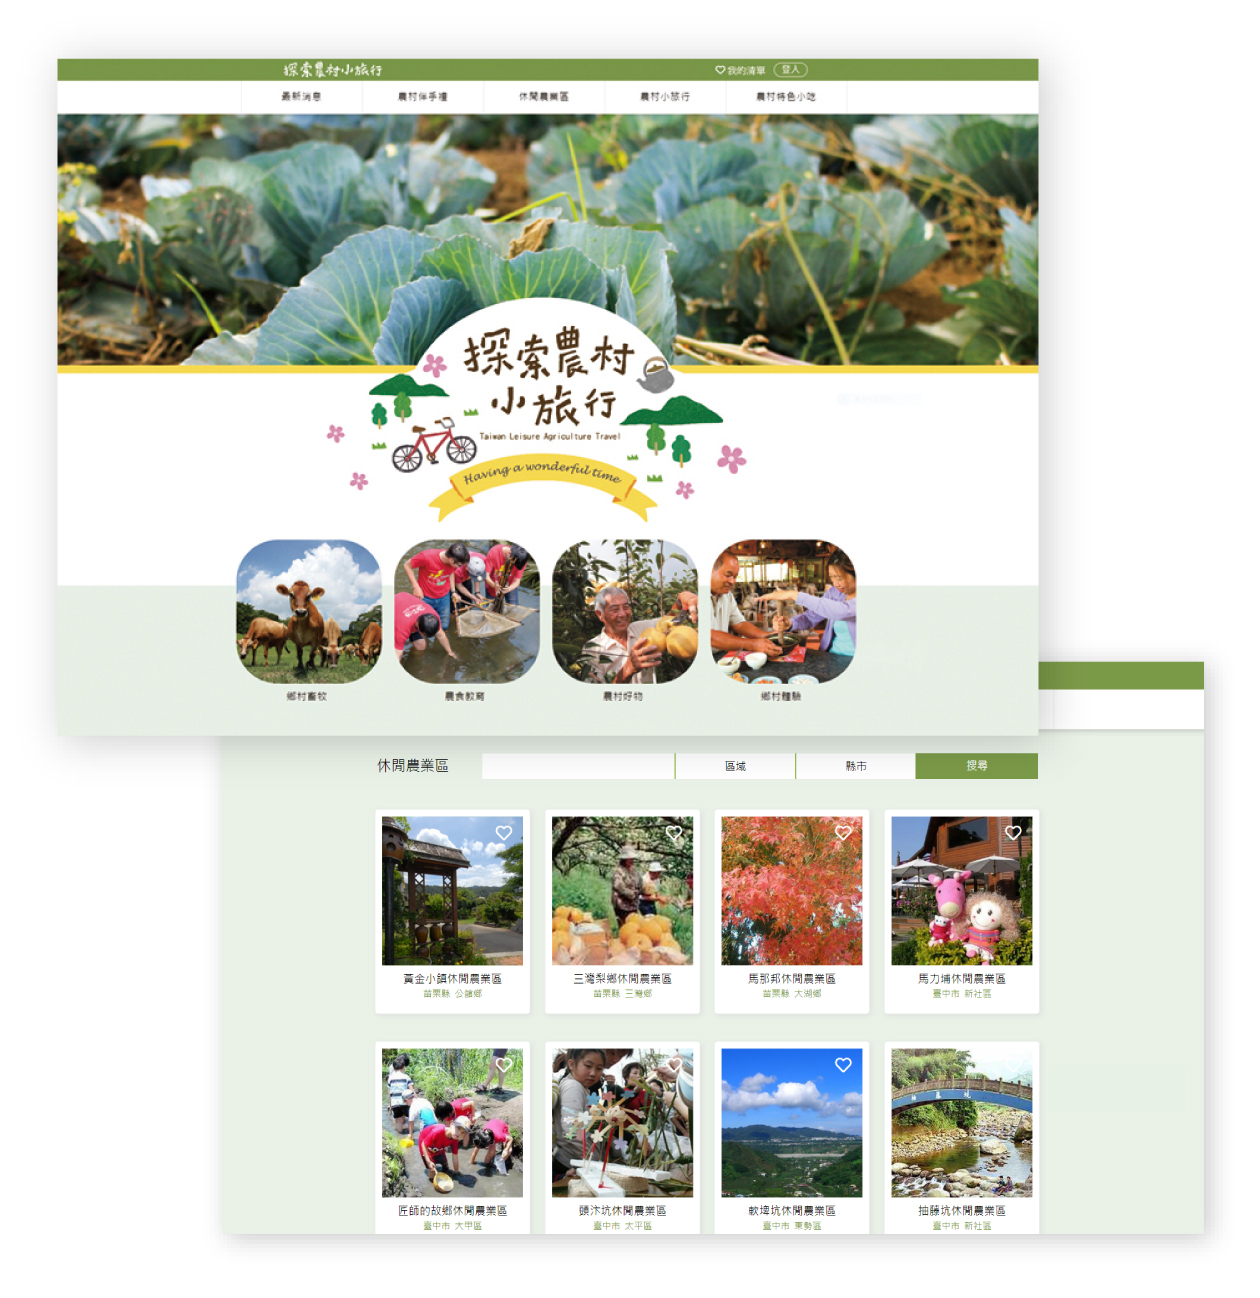 探索農村小旅行
我的清單 登入
最新消息 農村伴手禮 休閒農業區 農村小旅行 農村特色小吃
探索農村
小旅行
Taiwan Leisure Agriculture Travel
Having a wonderful time
鄉村畜牧 農食教育 農村好物 鄉村體驗
休閒農業區 區域 縣市 搜尋
黃金小鎮休閒農業區 三灣梨鄉休閒農業區 馬那邦休閒農業區 馬力埔休閒農業區
苗栗縣 公館鄉 苗栗縣 三灣鄉 苗栗縣 大湖鄉 臺中市 新社區
匠師的故鄉休閒農業區 頭汴坑休閒農業區 軟埤坑休閒農業區 抽藤坑休閒農業區
臺中市 大甲區 臺中市 太平區 臺中市 東勢區 臺中市 新社區